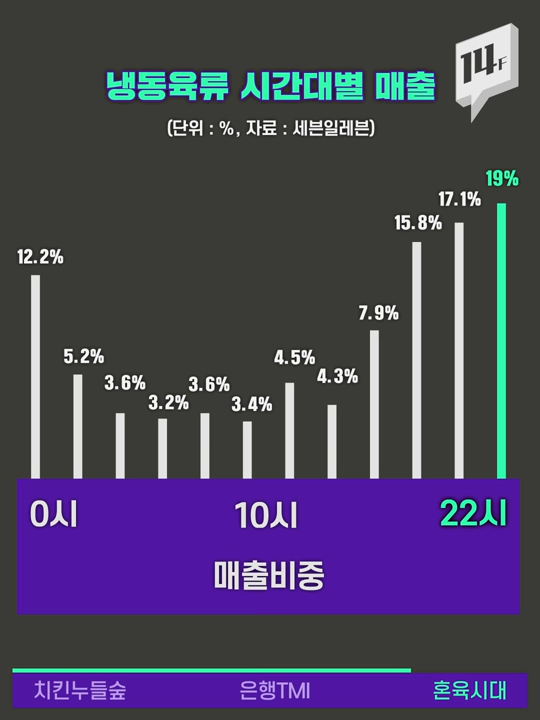 14F
냉동육류 시간대별 매출
(단위 : %, 자료 : 세븐일레븐)
19%
17.1%
15.8%
12.2%
7.9%
5.2%
4.5%
4.3%
3.6%
3.6%
3.2%
3.4%
0시 10시 22시
매출비중
치킨누들숲 은행TMI 혼육시대